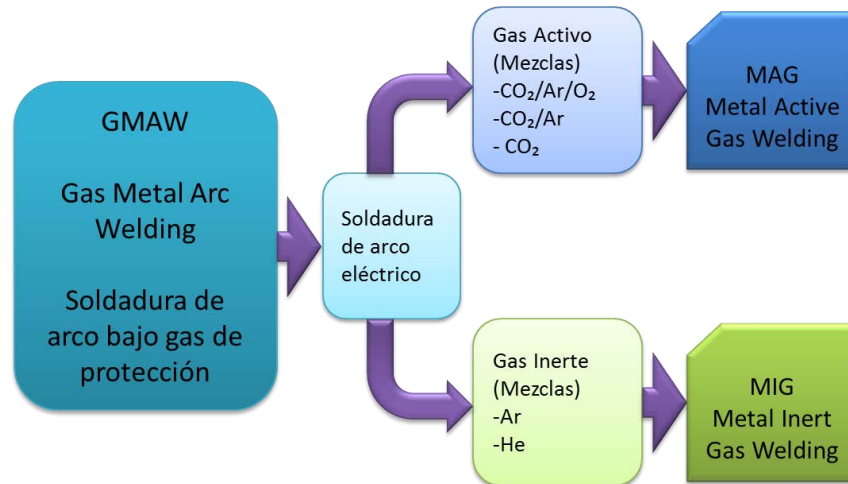 GMAW
Gas Metal Arc
Welding
Soldadura de
arco bajo gas de
protección
Soldadura
de arco
eléctrico
Gas Activo
(Mezclas)
-CO₂/Ar/O₂
-CO₂/Ar
- CO₂
MAG
Metal Active
Gas Welding
Gas Inerte
(Mezclas)
-Ar
-He
MIG
Metal Inert
Gas Welding